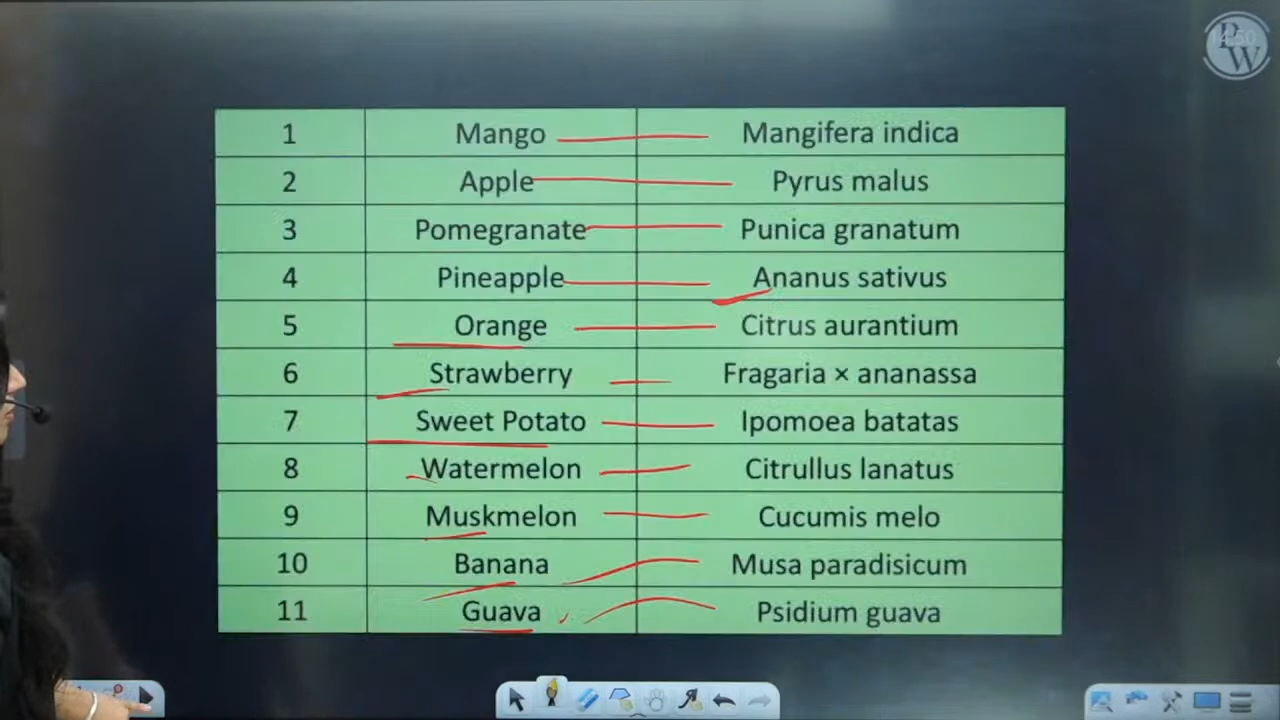 PW
1 Mango Mangifera indica
2 Apple Pyrus malus
3 Pomegranate Punica granatum
4 Pineapple Ananus sativus
5 Orange Citrus aurantium
6 Strawberry Fragaria × ananassa
7 Sweet Potato Ipomoea batatas
8 Watermelon Citrullus lanatus
9 Muskmelon Cucumis melo
10 Banana Musa paradisicum
11 Guava Psidium guava